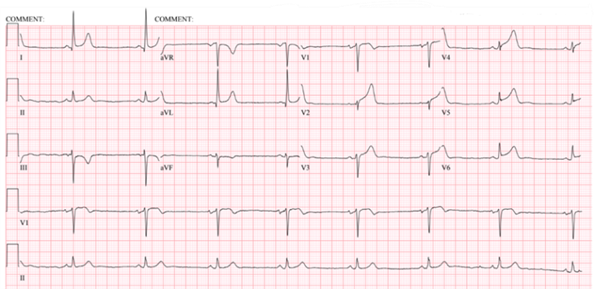 COMMENT: COMMENT:
I aVR V1 V4
II aVL V2 V5
III aVF V3 V6
V1
II